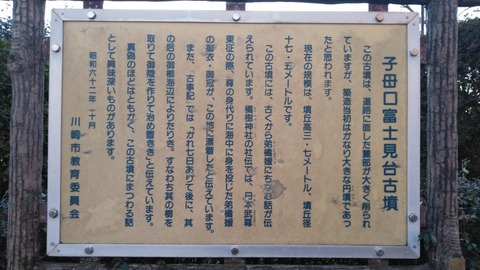 子母口富士見台古墳
この古墳は、道路に面した麓部が大きく削られ
ていますが、築造当初はかなり大きな円墳であっ
たと思われます。
現在の規模は、墳丘高三・七メートル、墳丘径
十七・五メートルです。
この古墳には、古くから弟橘媛にちなむ話が伝
えられています。橘樹神社の社伝では、日本武尊
東征の際、尊の身代りに海中に身を投じた弟橘媛
の御衣、御冠が、この地に漂着したと伝えています。
また、「古事記」では「かれ七日ありて後に、其
の后の御櫛海辺によりたりき。すなわち其の櫛を
取りて御陵を作りて治め置きき」と伝えています。
真偽のほどはともかく、この古墳にまつわる話
として興味深いものがあります。
昭和六十二年十月
川崎市教育委員会